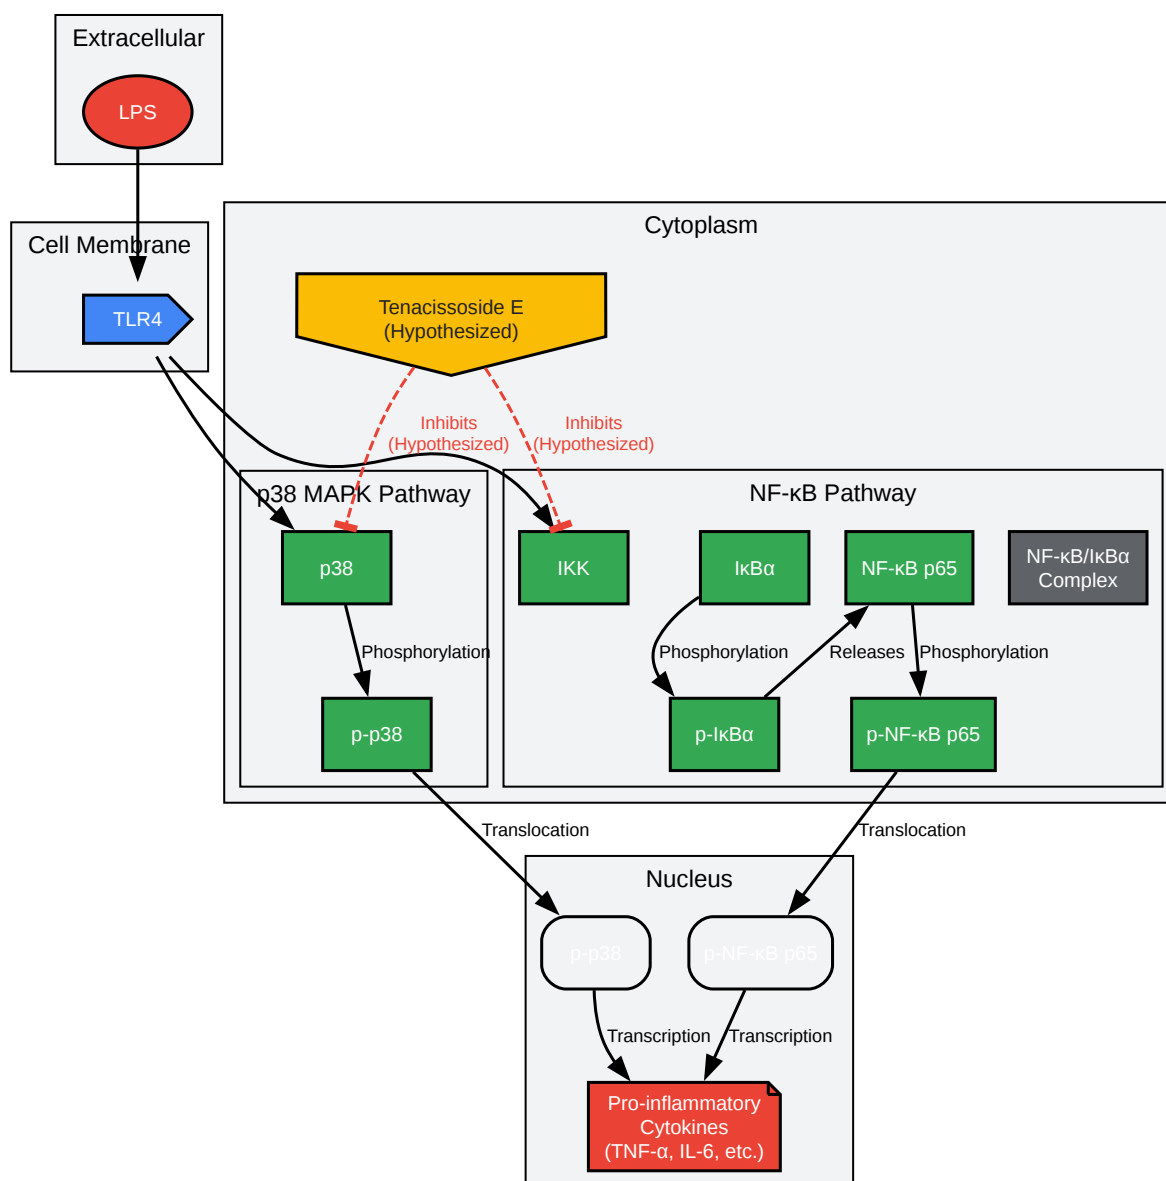 Extracellular
LPS
Cell Membrane
TLR4
Cytoplasm
Tenacissoside E
(Hypothesized)
Inhibits
(Hypothesized)
Inhibits
(Hypothesized)
p38 MAPK Pathway
p38
Phosphorylation
p-p38
NF-κB Pathway
IKK
IκBα
NF-κB p65
NF-κB/IκBα
Complex
Phosphorylation
Releases
Phosphorylation
p-IκBα
p-NF-κB p65
Translocation
Translocation
Nucleus
p-p38
p-NF-κB p65
Transcription
Transcription
Pro-inflammatory
Cytokines
(TNF-α, IL-6, etc.)